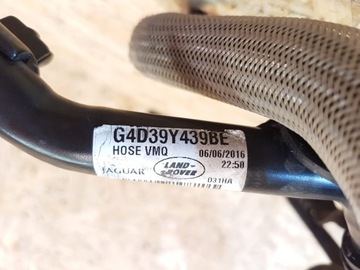 G4D39Y439BE
HOSE VMQ 06/06/2016
22:50
JAGUAR LAND-ROVER
031HA